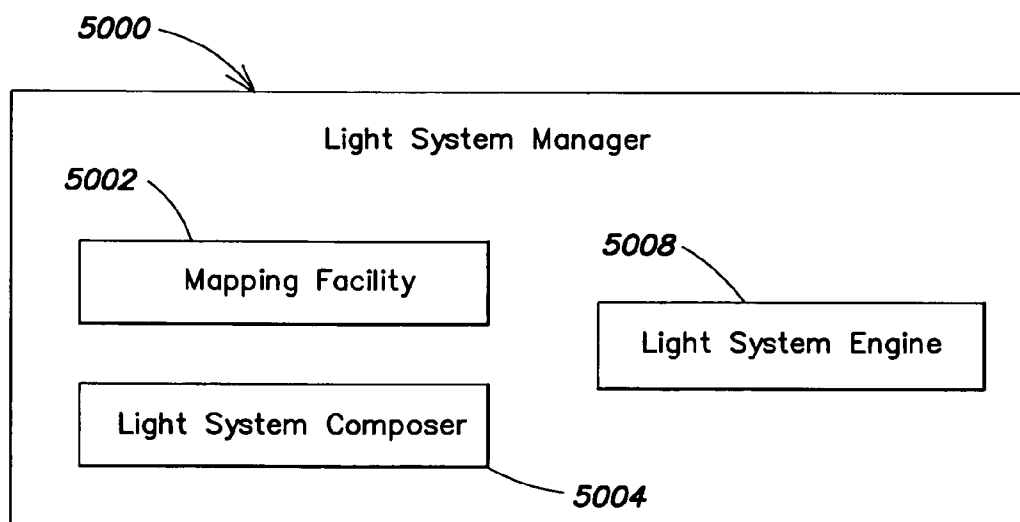 5000
Light System Manager
5002
Mapping Facility
5008
Light System Engine
Light System Composer
5004